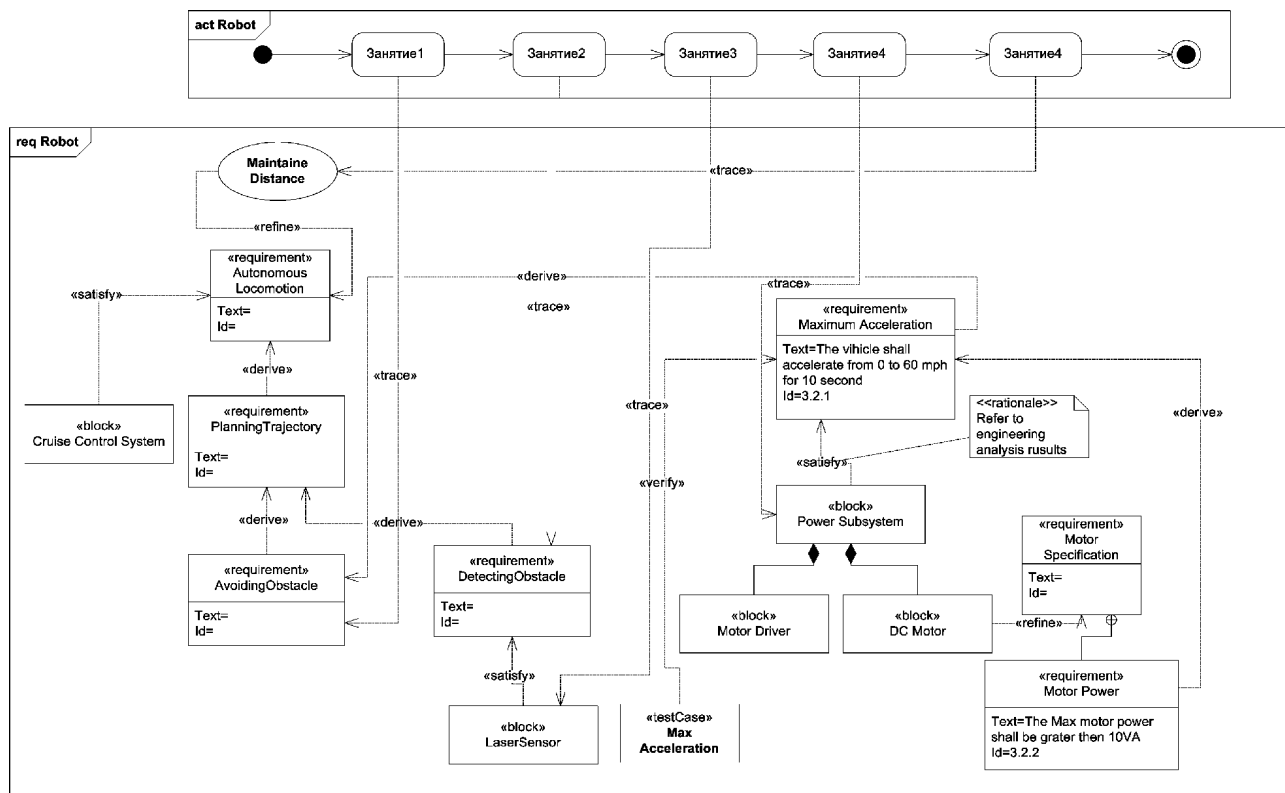 act Robot
Занятие1
Занятие2
Занятие3
Занятие4
Занятие4
req Robot
Maintaine
Distance
«trace»
«refine»
«requirement»
Autonomous
Locomotion
Text=
Id=
«satisfy»
«derive»
«trace»
«trace»
«requirement»
Maximum Acceleration
Text=The vihicle shall
accelerate from 0 to 60 mph
for 10 second
Id=3.2.1
«derive»
«trace»
«block»
Cruise Control System
«requirement»
PlanningTrajectory
Text=
Id=
«trace»
<<rationale>>
Refer to
engineering
analysis rusults
«derive»
«satisfy»
«verify»
«block»
Power Subsystem
«derive»
«derive»
«requirement»
Motor
Specification
Text=
Id=
«requirement»
AvoidingObstacle
Text=
Id=
«requirement»
DetectingObstacle
Text=
Id=
«block»
Motor Driver
«block»
DC Motor
«refine»
«satisfy»
«requirement»
Motor Power
Text=The Max motor power
shall be grater then 10VA
Id=3.2.2
«block»
LaserSensor
«testCase»
Max
Acceleration